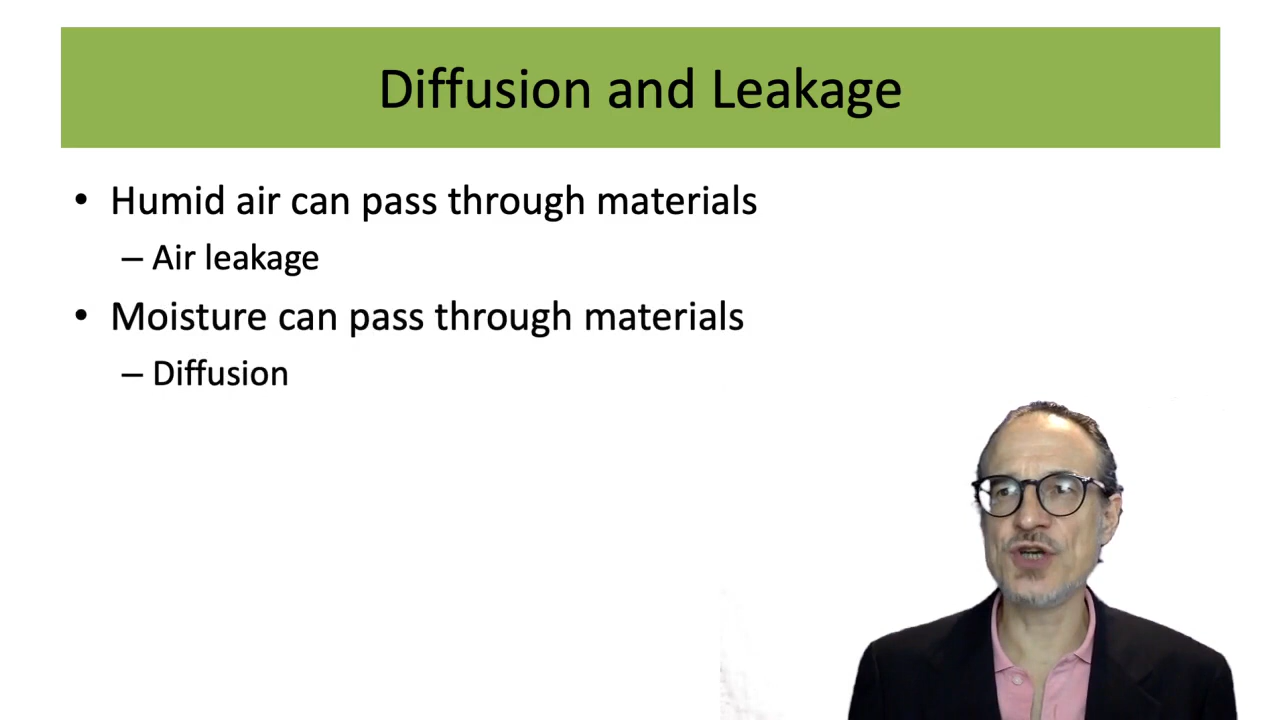 Diffusion and Leakage
• Humid air can pass through materials
– Air leakage
• Moisture can pass through materials
– Diffusion